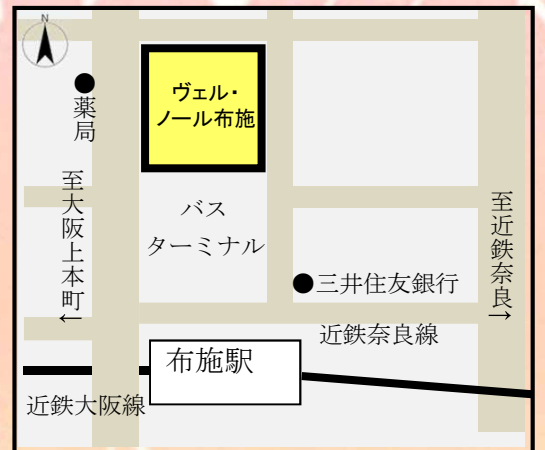 N
ヴェル・
ノール布施
●薬局
至大阪上本町←
バス
ターミナル
至近鉄奈良→
●三井住友銀行
近鉄奈良線
布施駅
近鉄大阪線